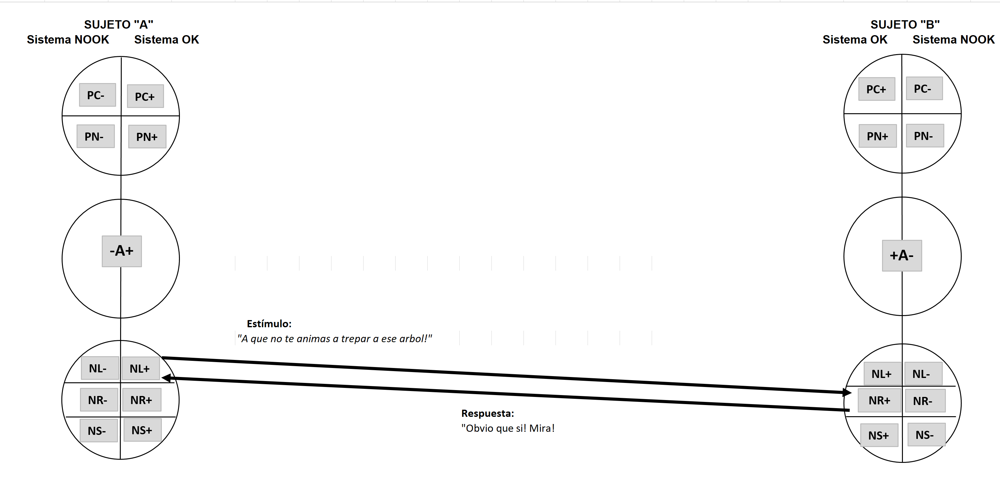 SUJETO "A"
Sistema NOOK Sistema OK
SUJETO "B"
Sistema OK Sistema NOOK
PC- PC+
PN- PN+
PC+ PC-
PN+ PN-
-A+
+A-
Estímulo:
"A que no te animas a trepar a ese arbol!"
NL- NL+
NR- NR+
NS- NS+
NL+ NL-
NR+ NR-
NS+ NS-
Respuesta:
"Obvio que si! Mira!